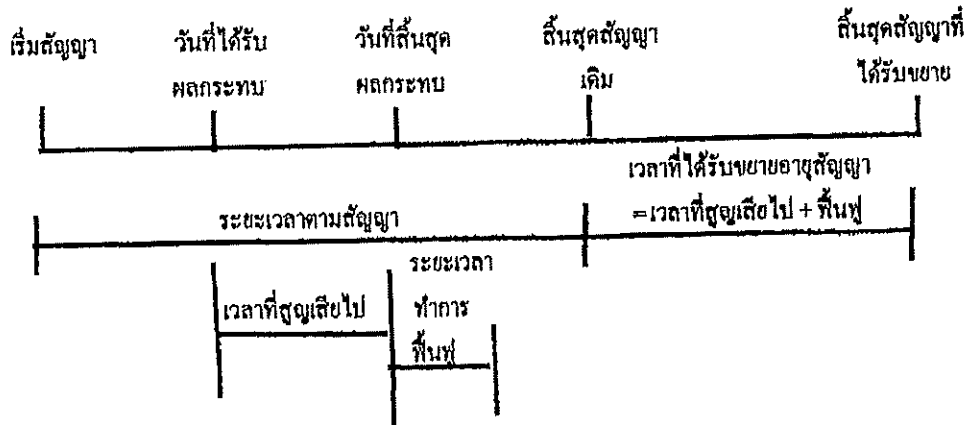 เริ่มสัญญา
วันที่ได้รับ
ผลกระทบ
วันที่สิ้นสุด
ผลกระทบ
สิ้นสุดสัญญา
เดิม
สิ้นสุดสัญญาที่
ได้รับขยาย
เวลาที่ได้รับขยายอายุสัญญา
=เวลาที่สูญเสียไป + ฟื้นฟู
ระยะเวลาตามสัญญา
เวลาที่สูญเสียไป
ระยะเวลา
ทำการ
ฟื้นฟู